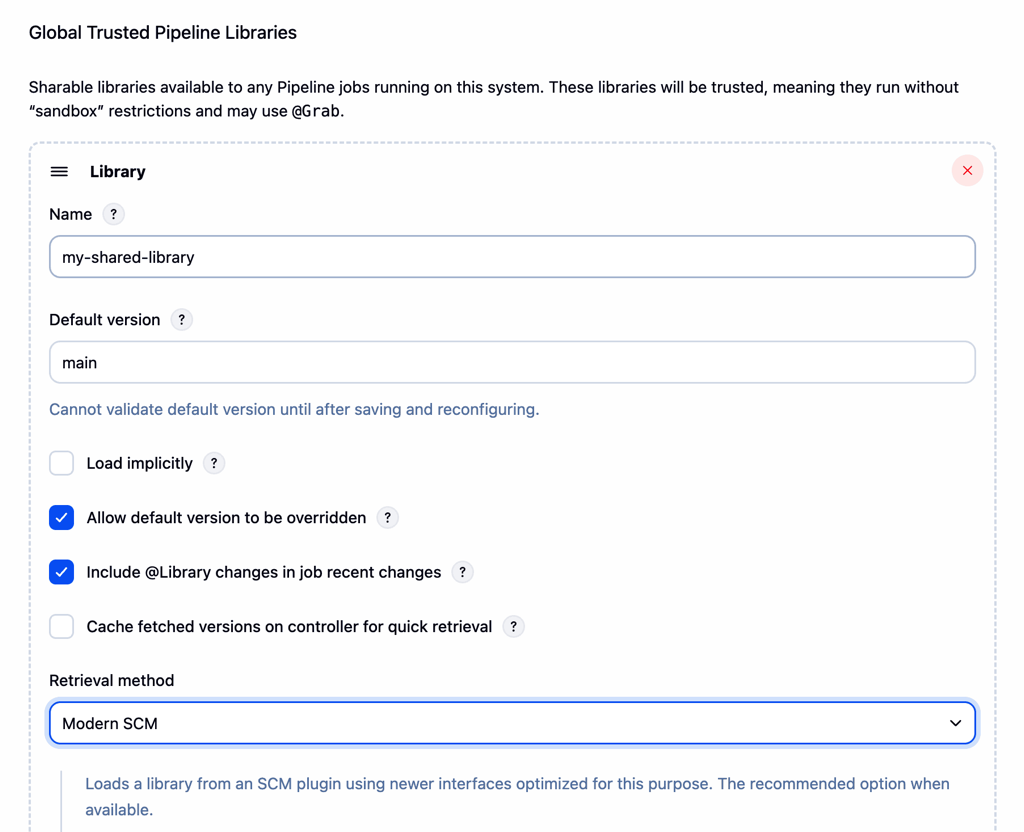 Global Trusted Pipeline Libraries
Sharable libraries available to any Pipeline jobs running on this system. These libraries will be trusted, meaning they run without
“sandbox” restrictions and may use @Grab.
Library
Name ?
my-shared-library
Default version ?
main
Cannot validate default version until after saving and reconfiguring.
Load implicitly ?
Allow default version to be overridden ?
Include @Library changes in job recent changes ?
Cache fetched versions on controller for quick retrieval ?
Retrieval method
Modern SCM
Loads a library from an SCM plugin using newer interfaces optimized for this purpose. The recommended option when
available.